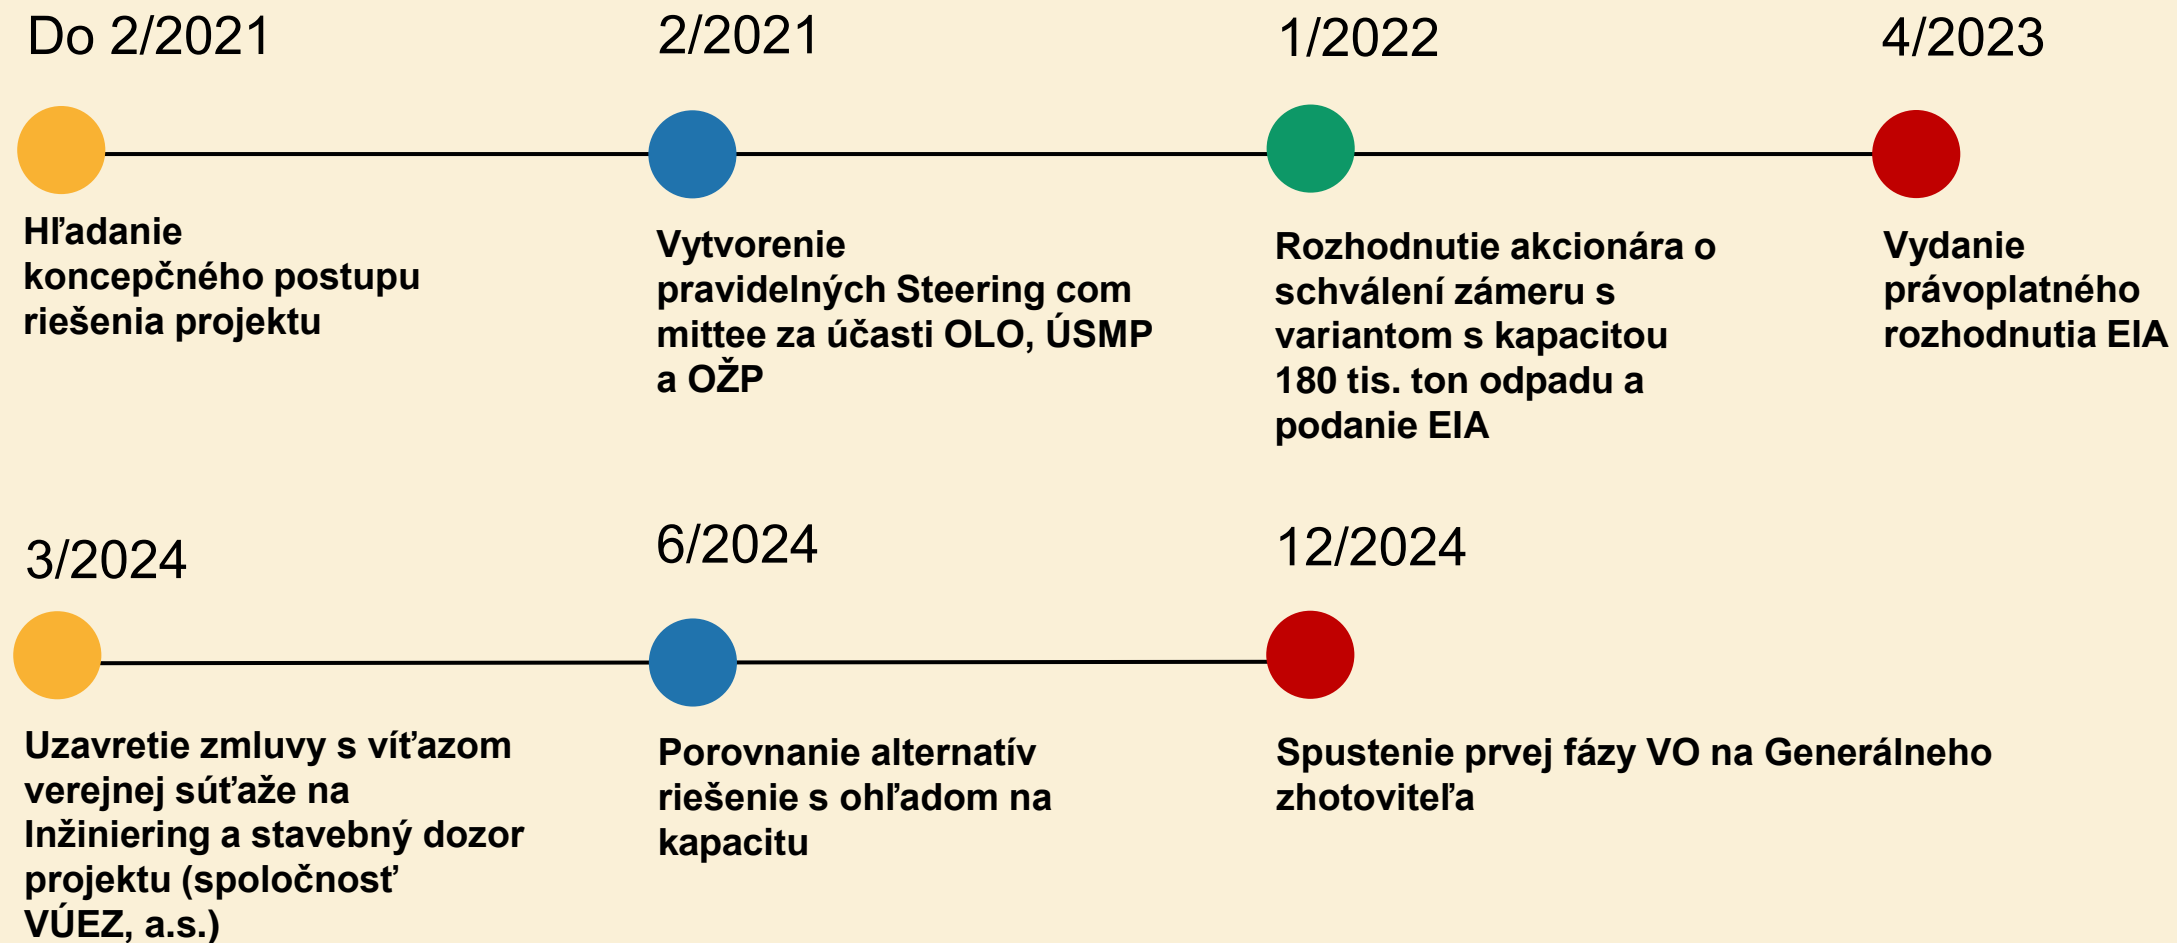 Do 2/2021
Hľadanie
koncepčného postupu
riešenia projektu
2/2021
Vytvorenie
pravidelných Steering com
mittee za účasti OLO, ÚSMP
a OŽP
1/2022
Rozhodnutie akcionára o
schválení zámeru s
variantom s kapacitou
180 tis. ton odpadu a
podanie EIA
4/2023
Vydanie
právoplatného
rozhodnutia EIA
3/2024
Uzavretie zmluvy s víťazom
verejnej súťaže na
Inžiniering a stavebný dozor
projektu (spoločnosť
VÚEZ, a.s.)
6/2024
Porovnanie alternatív
riešenie s ohľadom na
kapacitu
12/2024
Spustenie prvej fázy VO na Generálneho
zhotoviteľa